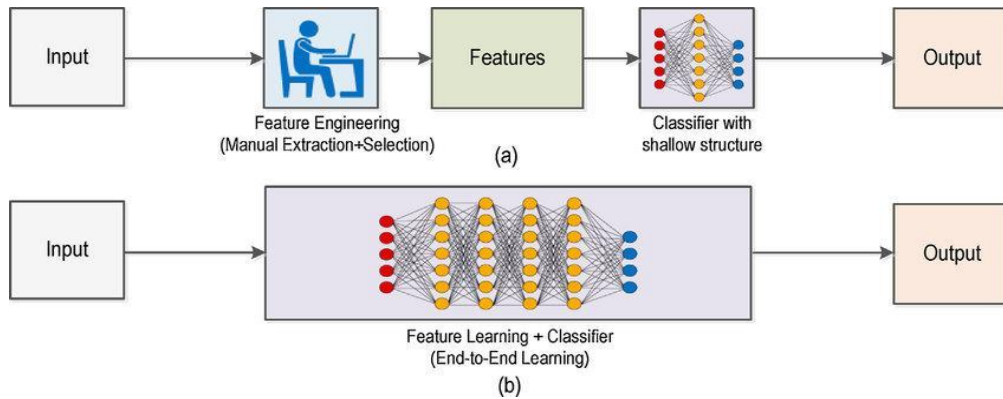 Input
Feature Engineering
(Manual Extraction+Selection)
Features
Classifier with
shallow structure
Output
(a)
Input
Feature Learning + Classifier
(End-to-End Learning)
Output
(b)